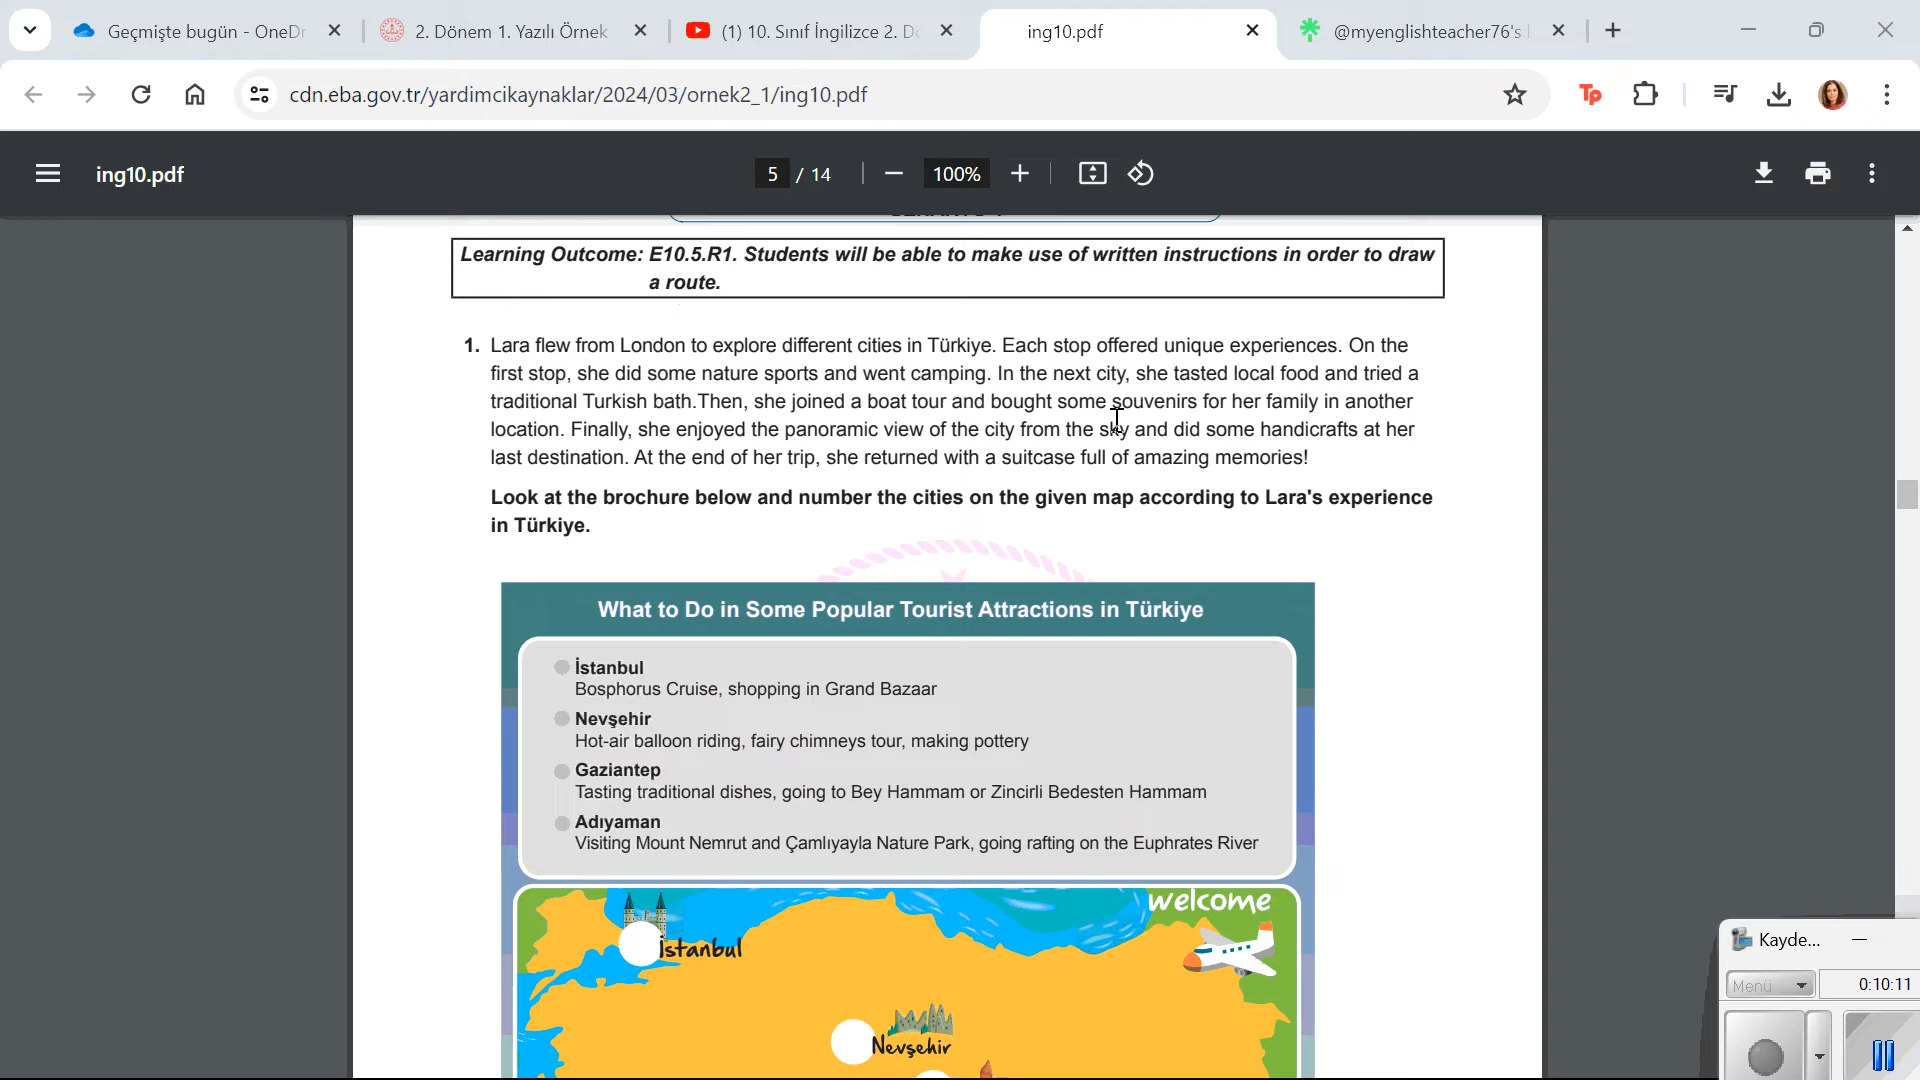 Geçmişte bugün - OneDr
2. Dönem 1. Yazılı Örnek
(1) 10. Sınıf İngilizce 2. Dö
ing10.pdf
@myenglishteacher76's
cdn.eba.gov.tr/yardimcikaynaklar/2024/03/ornek2_1/ing10.pdf
Tp
ing10.pdf
5 / 14
100%
Learning Outcome: E10.5.R1. Students will be able to make use of written instructions in order to draw
a route.
1. Lara flew from London to explore different cities in Türkiye. Each stop offered unique experiences. On the
first stop, she did some nature sports and went camping. In the next city, she tasted local food and tried a
traditional Turkish bath.Then, she joined a boat tour and bought some souvenirs for her family in another
location. Finally, she enjoyed the panoramic view of the city from the sky and did some handicrafts at her
last destination. At the end of her trip, she returned with a suitcase full of amazing memories!
Look at the brochure below and number the cities on the given map according to Lara's experience
in Türkiye.
What to Do in Some Popular Tourist Attractions in Türkiye
İstanbul
Bosphorus Cruise, shopping in Grand Bazaar
Nevşehir
Hot-air balloon riding, fairy chimneys tour, making pottery
Gaziantep
Tasting traditional dishes, going to Bey Hammam or Zincirli Bedesten Hammam
Adıyaman
Visiting Mount Nemrut and Çamlıyayla Nature Park, going rafting on the Euphrates River
welcome
İstanbul
Nevşehir
Kayde...
Menü
0:10:11